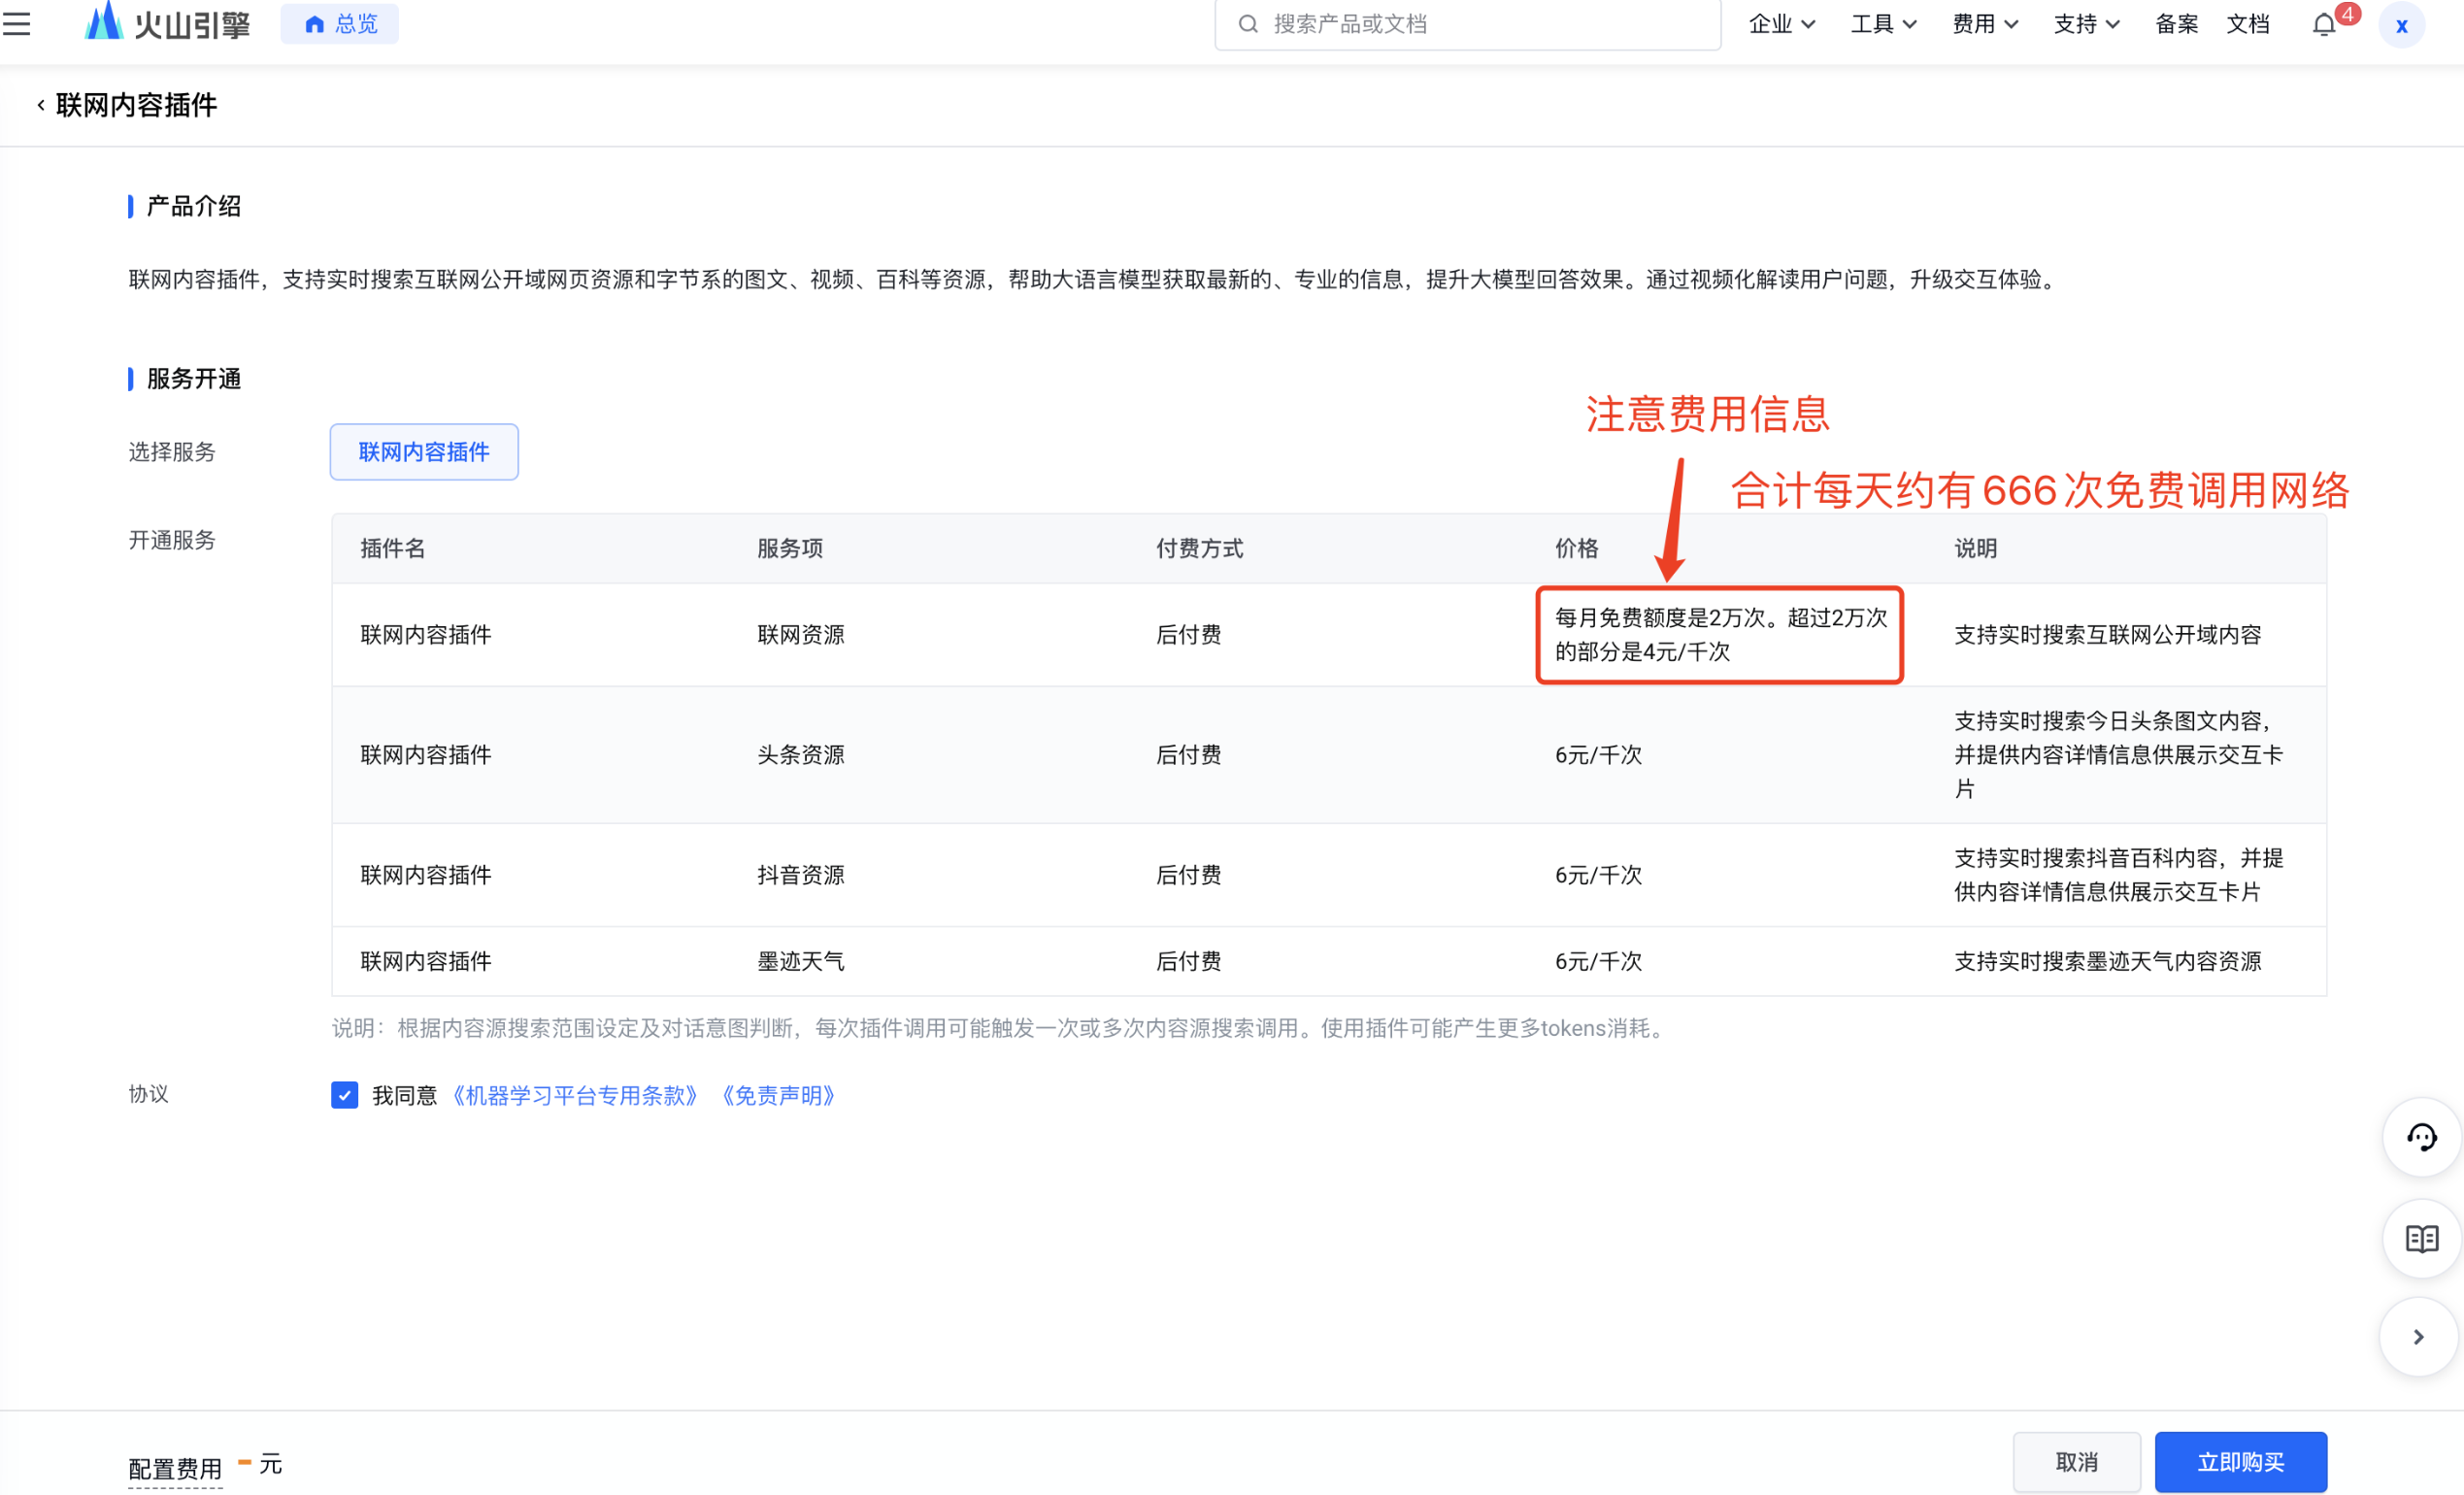 火山引擎
总览
搜索产品或文档
企业
工具
费用
支持
备案
文档
4
x
联网内容插件
产品介绍
联网内容插件，支持实时搜索互联网公开域网页资源和字节系的图文、视频、百科等资源，帮助大语言模型获取最新的、专业的信息，提升大模型回答效果。通过视频化解读用户问题，升级交互体验。
服务开通
注意费用信息
选择服务
联网内容插件
合计每天约有666次免费调用网络
开通服务
插件名 服务项 付费方式 价格 说明
联网内容插件 联网资源 后付费
每月免费额度是2万次。超过2万次
的部分是4元/千次
支持实时搜索互联网公开域内容
联网内容插件 头条资源 后付费 6元/千次
支持实时搜索今日头条图文内容，
并提供内容详情信息供展示交互卡
片
联网内容插件 抖音资源 后付费 6元/千次
支持实时搜索抖音百科内容，并提
供内容详情信息供展示交互卡片
联网内容插件 墨迹天气 后付费 6元/千次 支持实时搜索墨迹天气内容资源
说明：根据内容源搜索范围设定及对话意图判断，每次插件调用可能触发一次或多次内容源搜索调用。使用插件可能产生更多tokens消耗。
协议
我同意《机器学习平台专用条款》《免责声明》
配置费用 - 元
取消
立即购买